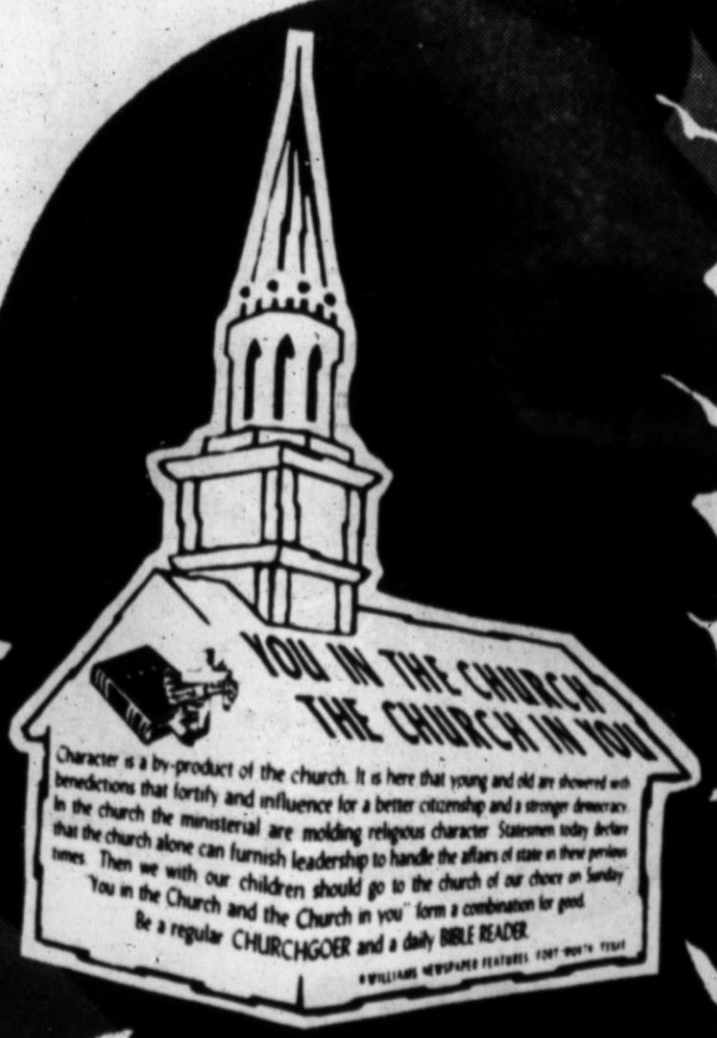 YOU IN THE CHURCH
THE CHURCH IN YOU
Character is a by-product of the church. It is here that young and old are showered with
benedictions that fortify and influence for a better citizenship and a stronger democracy.
In the church the ministerial are molding religious character Statesmen today declare
that the church alone can furnish leadership to handle the affairs of state in these perilous
times. Then we with our children should go to the church of our choice on Sunday
"You in the Church and the Church in you" form a combination for good.
Be a regular CHURCHGOER and a daily BIBLE READER
WILLIAMS NEWSPAPER FEATURES FORT WORTH TEXAS